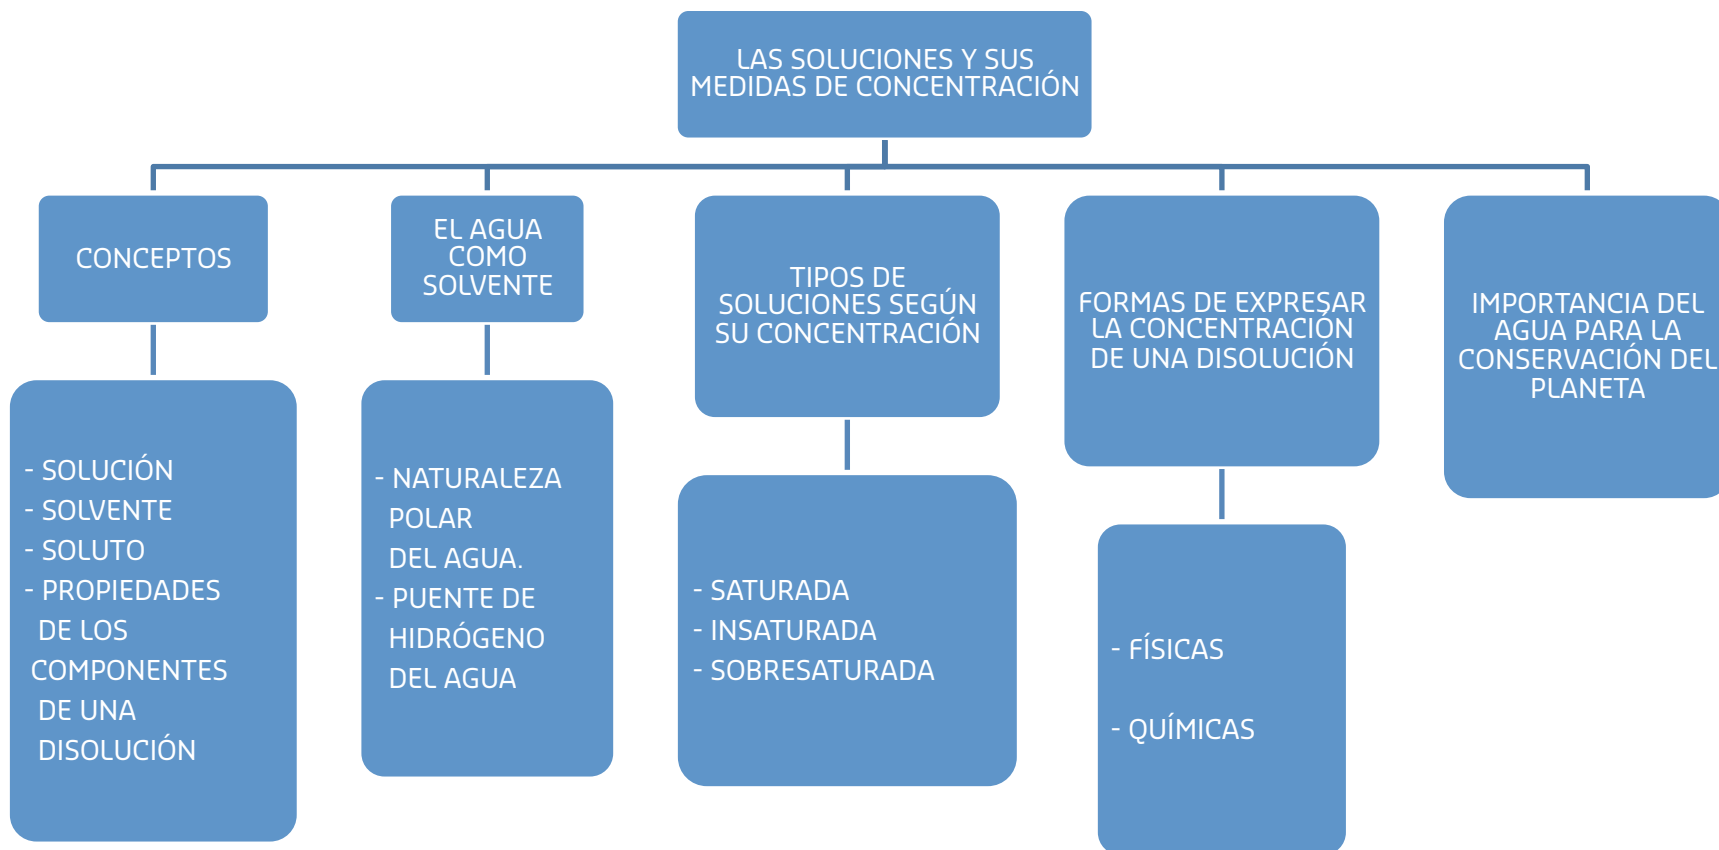 LAS SOLUCIONES Y SUS
MEDIDAS DE CONCENTRACIÓN
CONCEPTOS
- SOLUCIÓN
- SOLVENTE
- SOLUTO
- PROPIEDADES
DE LOS
COMPONENTES
DE UNA
DISOLUCIÓN
EL AGUA
COMO
SOLVENTE
- NATURALEZA
POLAR
DEL AGUA.
- PUENTE DE
HIDRÓGENO
DEL AGUA
TIPOS DE
SOLUCIONES SEGÚN
SU CONCENTRACIÓN
- SATURADA
- INSATURADA
- SOBRESATURADA
FORMAS DE EXPRESAR
LA CONCENTRACIÓN
DE UNA DISOLUCIÓN
- FÍSICAS
- QUÍMICAS
IMPORTANCIA DEL
AGUA PARA LA
CONSERVACIÓN DEL
PLANETA